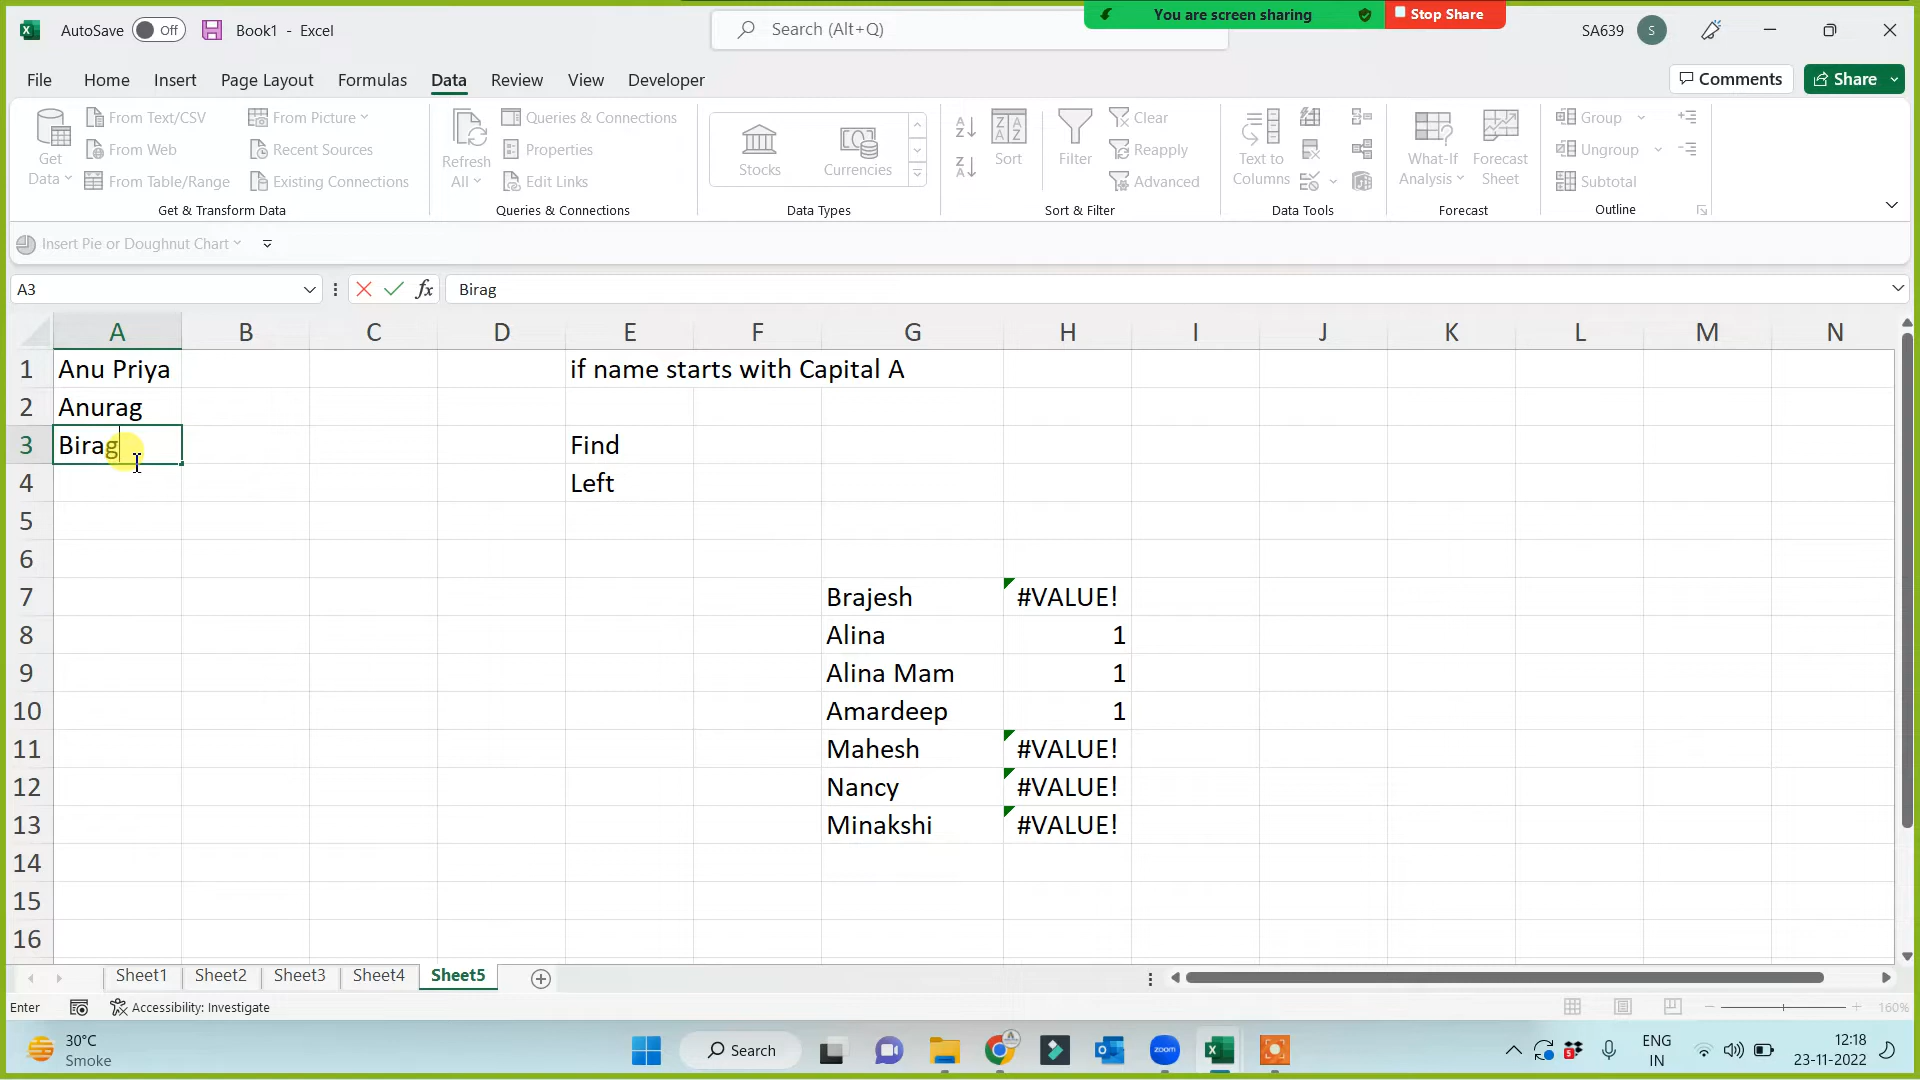 You are screen sharing
Stop Share
AutoSave Off Book1 - Excel
Search (Alt+Q)
SA639 S
File Home Insert Page Layout Formulas Data Review View Developer
Comments Share
Get Data
From Text/CSV
From Web
From Table/Range
From Picture
Recent Sources
Existing Connections
Get & Transform Data
Refresh All
Queries & Connections
Properties
Edit Links
Queries & Connections
Stocks
Currencies
Data Types
Sort
Filter
Clear
Reapply
Advanced
Sort & Filter
Text to Columns
Data Tools
What-If Analysis
Forecast Sheet
Forecast
Group
Ungroup
Subtotal
Outline
Insert Pie or Doughnut Chart
A3 fx Birag
A B C D E F G H I J K L M N
1 Anu Priya if name starts with Capital A
2 Anurag
3 Birag Find
4 Left
5
6
7 Brajesh #VALUE!
8 Alina 1
9 Alina Mam 1
10 Amardeep 1
11 Mahesh #VALUE!
12 Nancy #VALUE!
13 Minakshi #VALUE!
14
15
16
Sheet1 Sheet2 Sheet3 Sheet4 Sheet5
Enter Accessibility: Investigate 160%
30°C
Smoke
Search
zoom
ENG
IN
12:18
23-11-2022